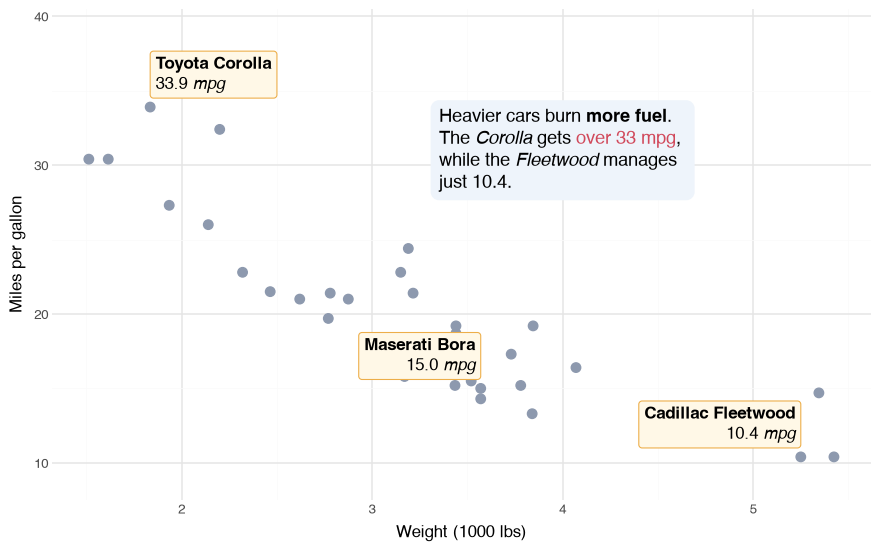 40
Toyota Corolla
33.9 mpg
Heavier cars burn more fuel.
The Corolla gets over 33 mpg,
while the Fleetwood manages
just 10.4.
30
Miles per gallon
20
Maserati Bora
15.0 mpg
Cadillac Fleetwood
10.4 mpg
10
2
3
4
5
Weight (1000 lbs)